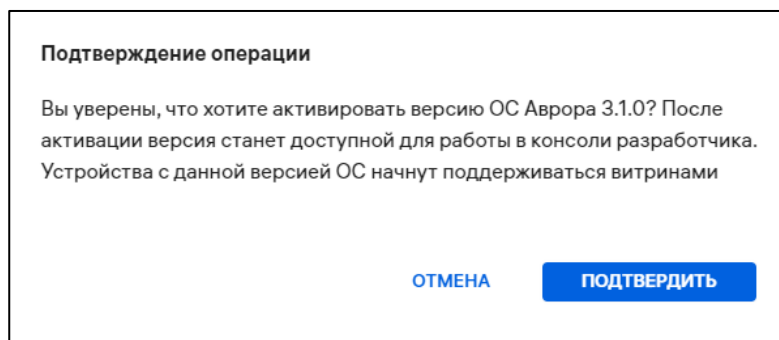 Подтверждение операции
Вы уверены, что хотите активировать версию ОС Аврора 3.1.0? После
активации версия станет доступной для работы в консоли разработчика.
Устройства с данной версией ОС начнут поддерживаться витринами
ОТМЕНА
ПОДТВЕРДИТЬ